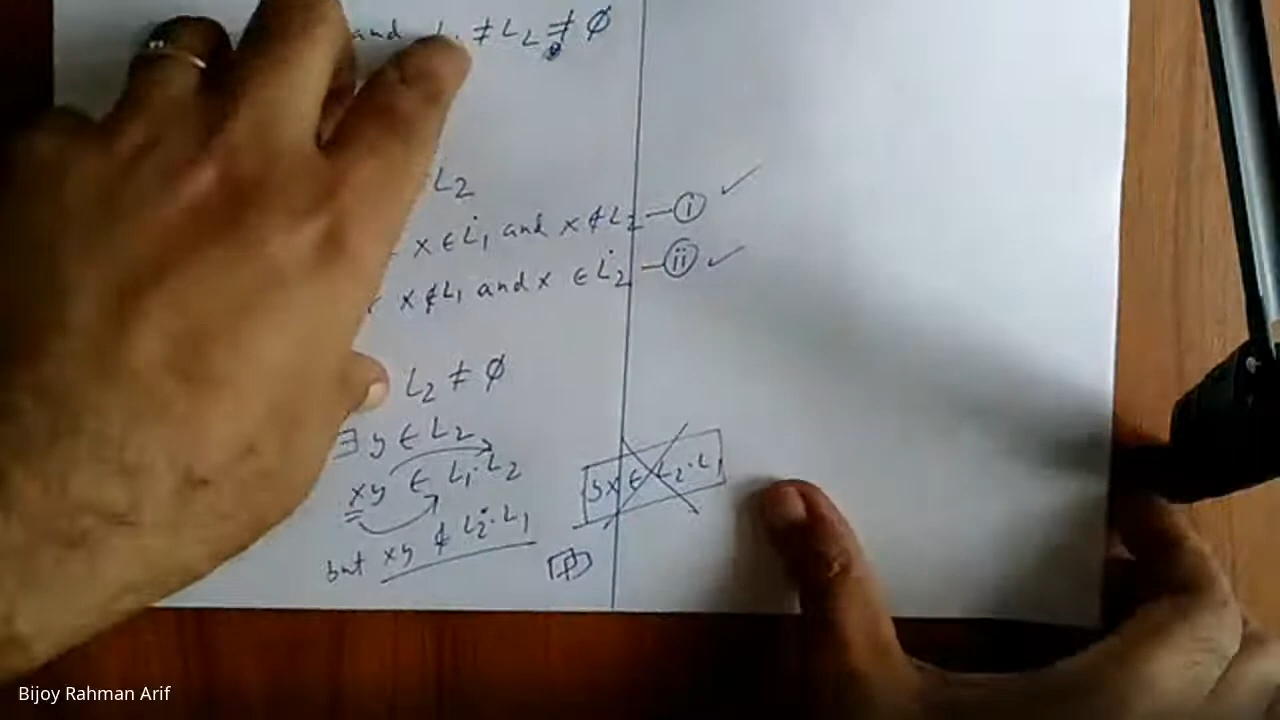 and L₁ ≠ L₂ ≠ ϕ
L₂
x ∈ L₁ and x ∉ L₂ — (i) ✓
x ∉ L₁ and x ∈ L₂ — (ii) ✓
L₂ ≠ ϕ
∃ y ∈ L₂
xy ∈ L₁·L₂
yx ∈ L₂·L₁
but xy ∉ L₂·L₁
Bijoy Rahman Arif